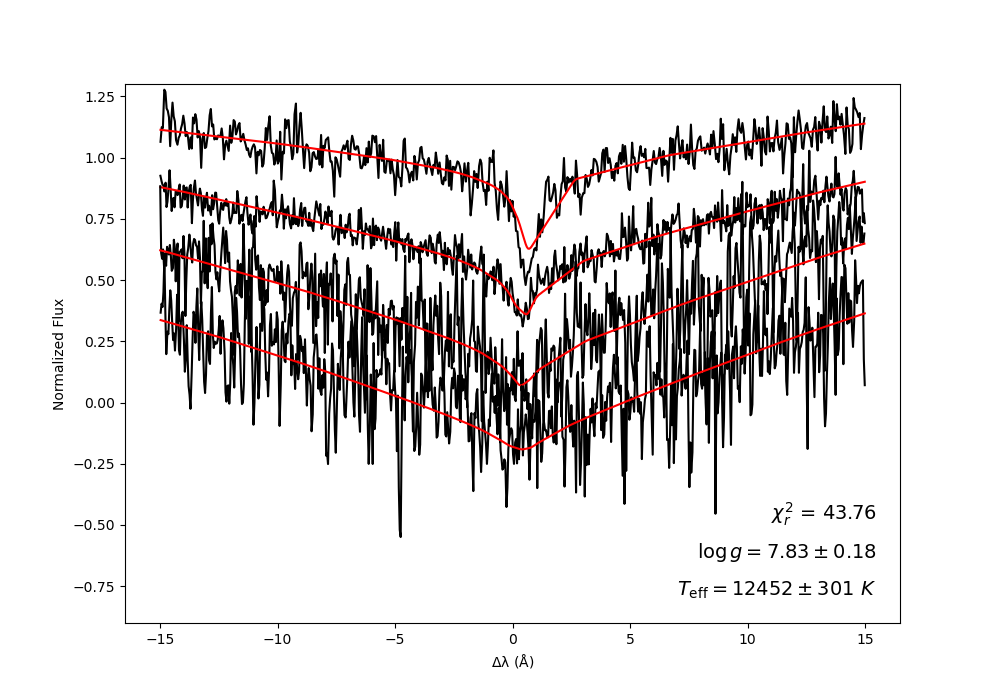 1.25
1.00
0.75
0.50
0.25
0.00
−0.25
−0.50
−0.75
Normalized Flux
χ²ᵣ = 43.76
log g = 7.83 ± 0.18
T_eff = 12452 ± 301 K
−15 −10 −5 0 5 10 15
Δλ (Å)